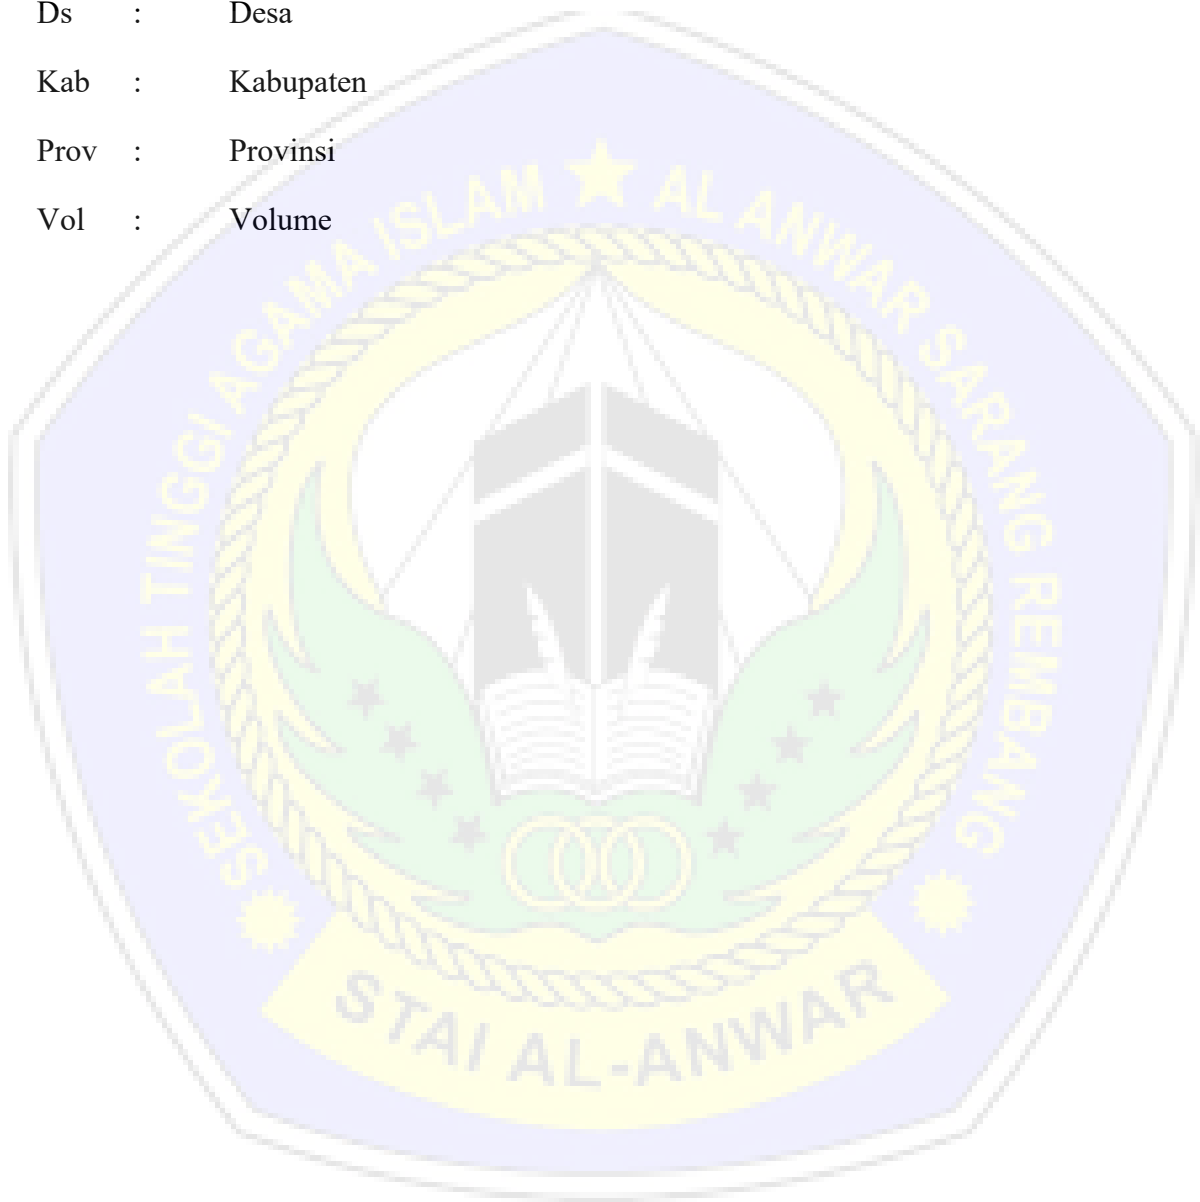 Ds : Desa
Kab : Kabupaten
Prov : Provinsi
Vol : Volume
SEKOLAH TINGGI AGAMA ISLAM ★ AL ANWAR SARANG REMBANG
STAI AL-ANWAR